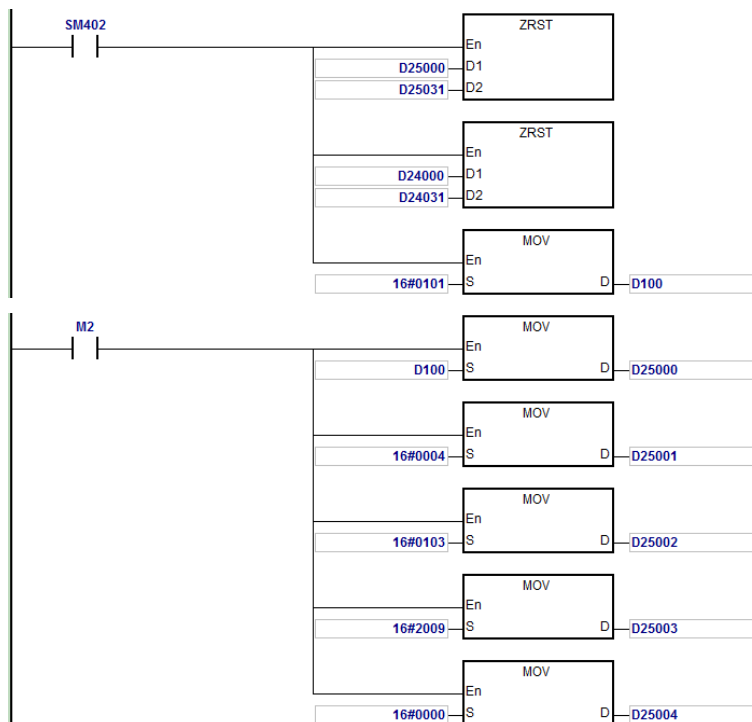 SM402
ZRST
En
D25000 D1
D25031 D2
ZRST
En
D24000 D1
D24031 D2
MOV
En
16#0101 S D D100
M2
MOV
En
D100 S D D25000
MOV
En
16#0004 S D D25001
MOV
En
16#0103 S D D25002
MOV
En
16#2009 S D D25003
MOV
En
16#0000 S D D25004